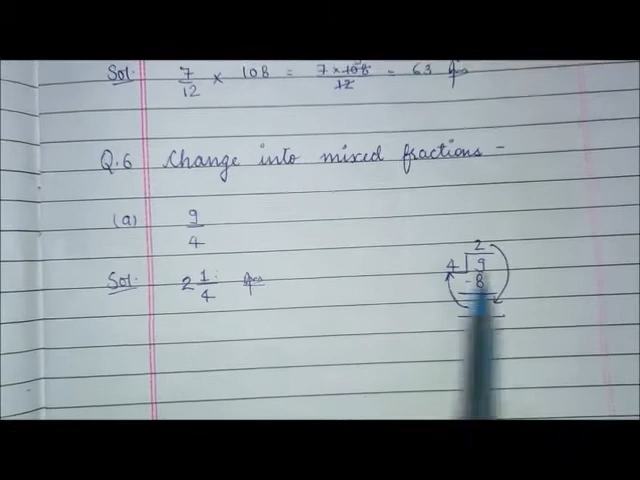 Sol. 7/12 × 108 = 7×108/12 = 63 Ans
Q.6 Change into mixed fractions -
(a) 9/4
Sol. 2 1/4 Ans
2
4 9
-8